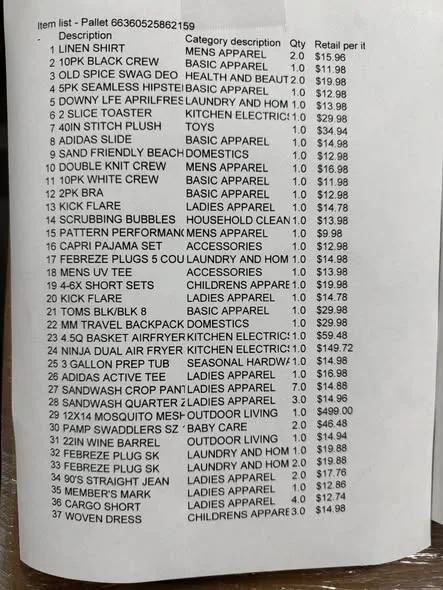 Item list - Pallet 66360525862159
Description Category description Qty Retail per it
1 LINEN SHIRT MENS APPAREL 2.0 $15.96
2 10PK BLACK CREW BASIC APPAREL 1.0 $11.98
3 OLD SPICE SWAG DEO HEALTH AND BEAUT 2.0 $19.98
4 5PK SEAMLESS HIPSTE BASIC APPAREL 1.0 $12.98
5 DOWNY LFE APRILFRES LAUNDRY AND HOM 1.0 $13.98
6 2 SLICE TOASTER KITCHEN ELECTRIC 1.0 $29.98
7 40IN STITCH PLUSH TOYS 1.0 $34.94
8 ADIDAS SLIDE BASIC APPAREL 1.0 $14.98
9 SAND FRIENDLY BEACH DOMESTICS 1.0 $12.98
10 DOUBLE KNIT CREW MENS APPAREL 1.0 $16.98
11 10PK WHITE CREW BASIC APPAREL 1.0 $11.98
12 2PK BRA BASIC APPAREL 1.0 $12.98
13 KICK FLARE LADIES APPAREL 1.0 $14.78
14 SCRUBBING BUBBLES HOUSEHOLD CLEAN 1.0 $13.98
15 PATTERN PERFORMANC MENS APPAREL 1.0 $9.98
16 CAPRI PAJAMA SET ACCESSORIES 1.0 $12.98
17 FEBREZE PLUGS 5 COU LAUNDRY AND HOM 1.0 $14.98
18 MENS UV TEE ACCESSORIES 1.0 $13.98
19 4-6X SHORT SETS CHILDRENS APPARE 1.0 $19.98
20 KICK FLARE LADIES APPAREL 1.0 $14.78
21 TOMS BLK/BLK 8 BASIC APPAREL 1.0 $29.98
22 MM TRAVEL BACKPACK DOMESTICS 1.0 $29.98
23 4.5Q BASKET AIRFRYER KITCHEN ELECTRIC 1.0 $59.48
24 NINJA DUAL AIR FRYER KITCHEN ELECTRIC 1.0 $149.72
25 3 GALLON PREP TUB SEASONAL HARDWA 1.0 $14.98
26 ADIDAS ACTIVE TEE LADIES APPAREL 1.0 $16.98
27 SANDWASH CROP PANT LADIES APPAREL 7.0 $14.88
28 SANDWASH QUARTER Z LADIES APPAREL 3.0 $14.96
29 12X14 MOSQUITO MESH OUTDOOR LIVING 1.0 $499.00
30 PAMP SWADDLERS SZ BABY CARE 2.0 $46.48
31 22IN WINE BARREL OUTDOOR LIVING 1.0 $14.94
32 FEBREZE PLUG SK LAUNDRY AND HOM 1.0 $19.88
33 FEBREZE PLUG SK LAUNDRY AND HOM 2.0 $19.88
34 90'S STRAIGHT JEAN LADIES APPAREL 2.0 $17.76
35 MEMBER'S MARK LADIES APPAREL 1.0 $12.86
36 CARGO SHORT LADIES APPAREL 4.0 $12.74
37 WOVEN DRESS CHILDRENS APPARE 3.0 $14.98